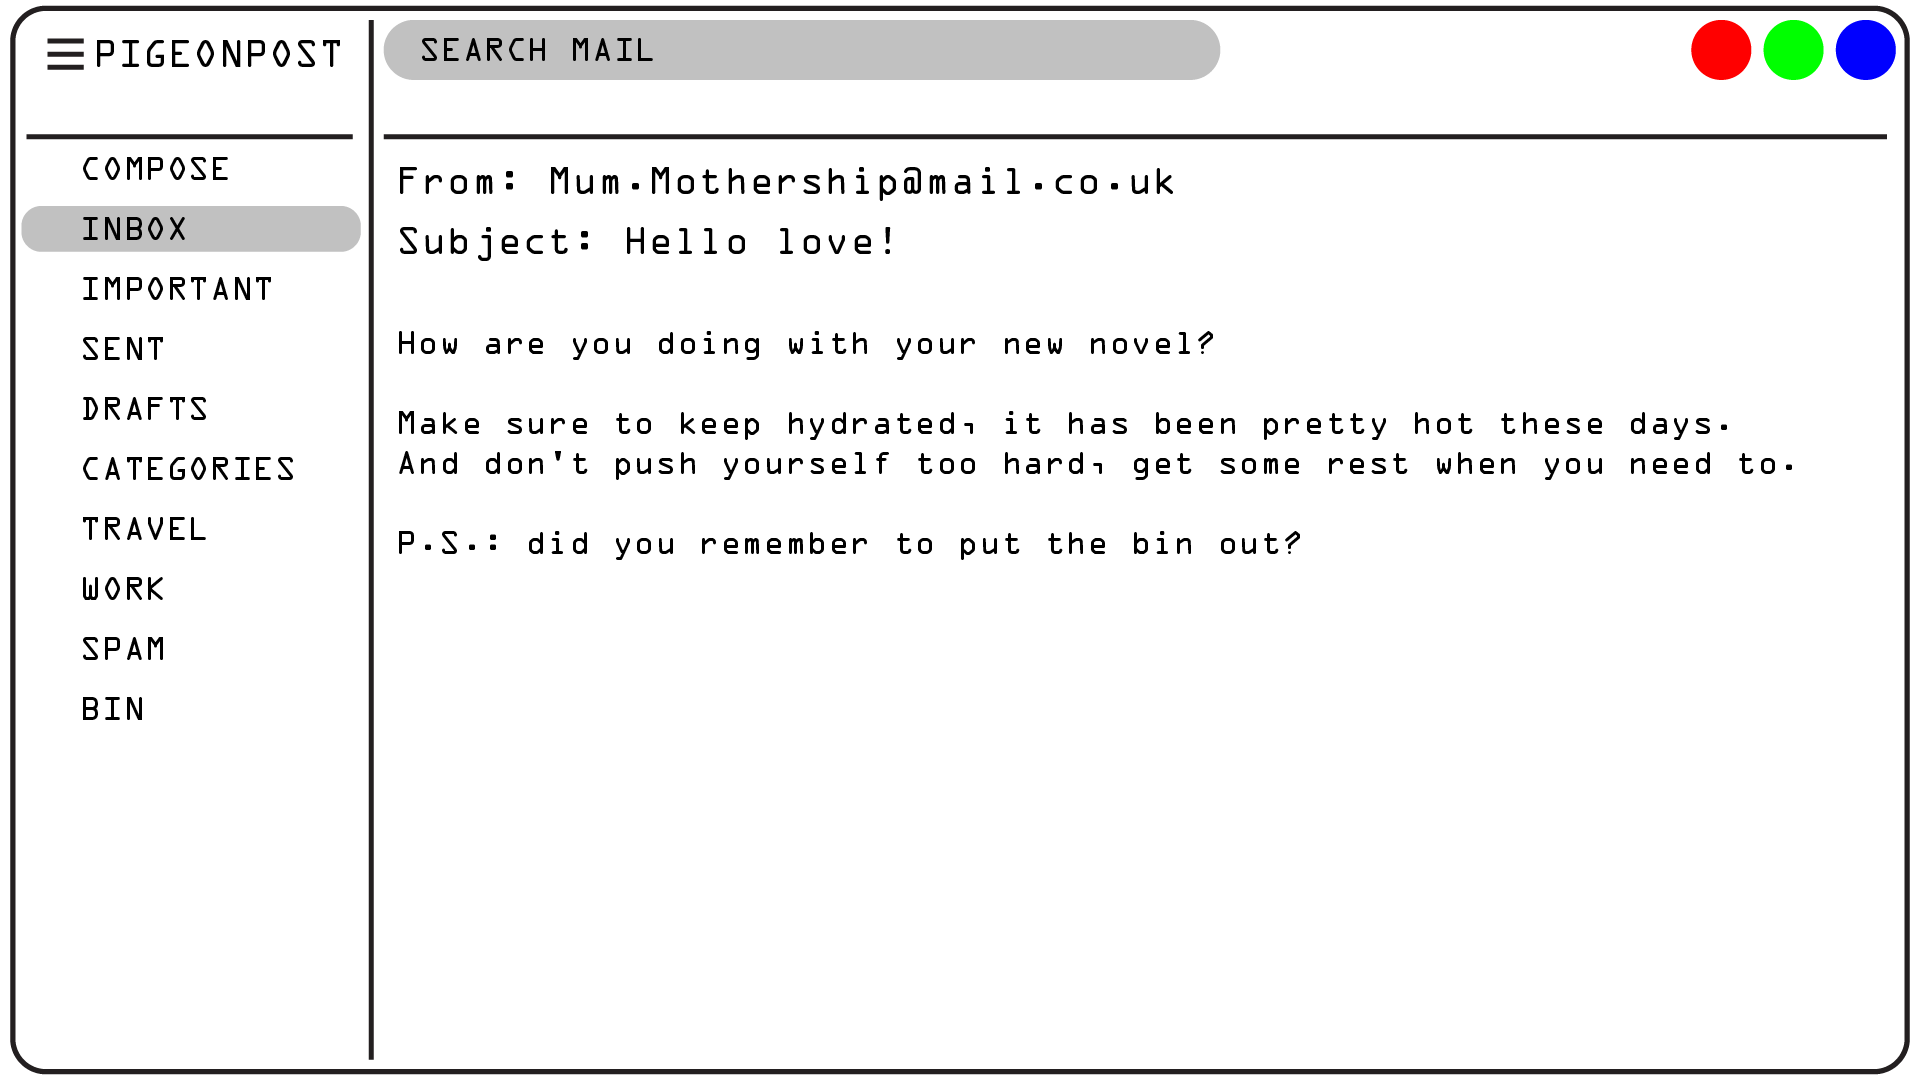 PIGEONPOST
SEARCH MAIL
COMPOSE
INBOX
IMPORTANT
SENT
DRAFTS
CATEGORIES
TRAVEL
WORK
SPAM
BIN
From: Mum.Mothership@mail.co.uk
Subject: Hello love!
How are you doing with your new novel?
Make sure to keep hydrated, it has been pretty hot these days.
And don't push yourself too hard, get some rest when you need to.
P.S.: did you remember to put the bin out?